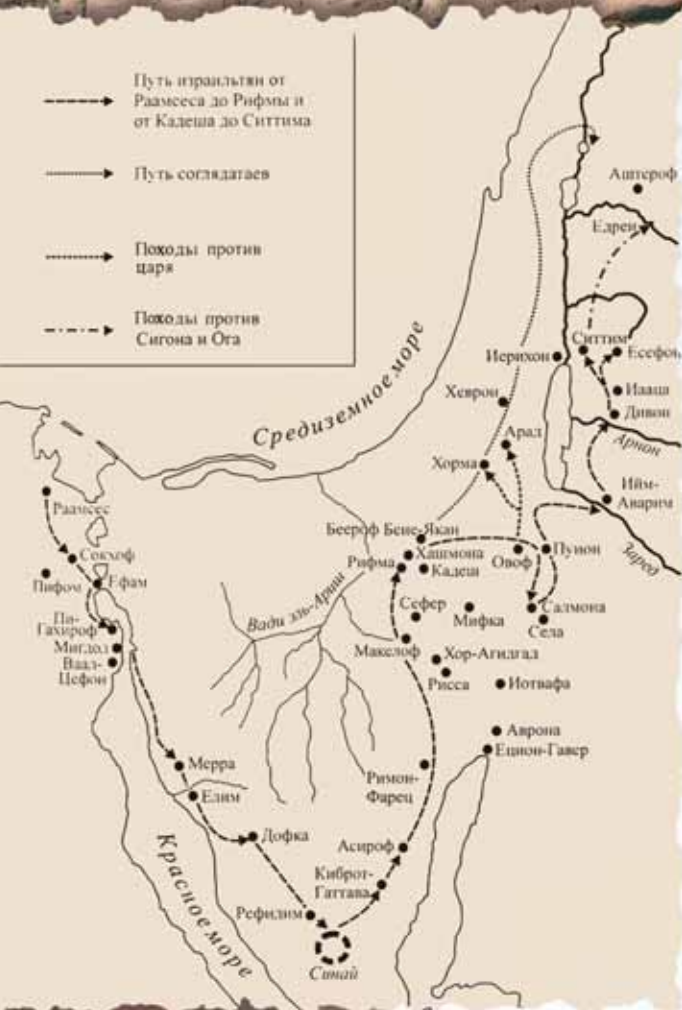 Путь израильтян от
Раамсеса до Рифмы и
от Кадеша до Ситтима
Путь соглядатаев
Походы против
царя
Походы против
Сигона и Ога
Аштероф
Едреи
Ситтим
Есефон
Иерихон
Иааца
Дивон
Арнон
Средиземное море
Хеврон
Арад
Хорма
Ийм-
Аварим
Заред
Раамсес
Сокхоф
Пифом
Ефам
Беероф Бене-Якан
Хашмона
Рифма
Кадеш
Овоф
Пунон
Вади эль-Ариш
Па-
Гахироф
Мигдол
Ваал-
Цефон
Сефер
Мифка
Салмона
Села
Макелоф
Хор-Агидгад
Рисса
Иотвафа
Аврона
Ецион-Гавер
Мерра
Елим
Римон-
Фарец
Дофка
Асироф
Киброт-
Гаттава
Рефидим
Синай
Красное море